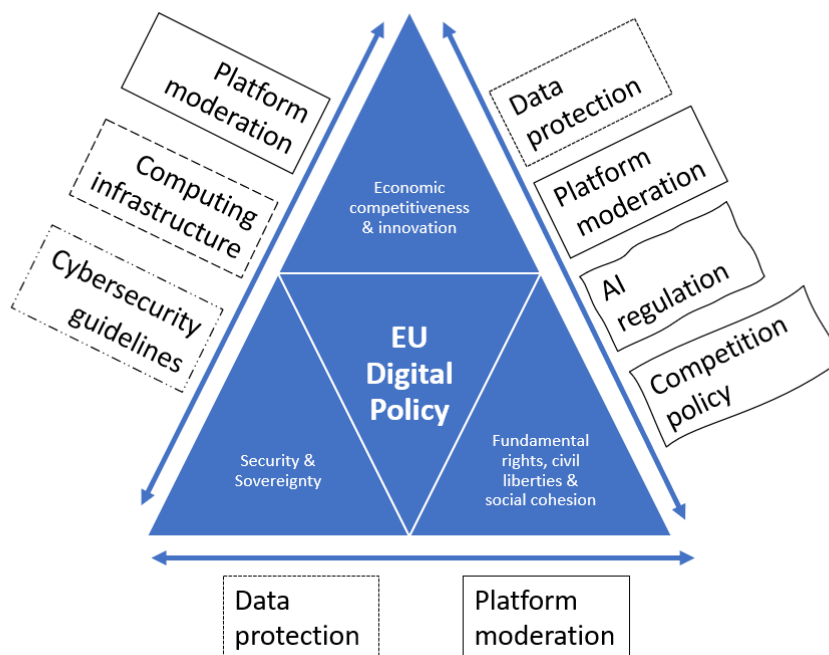 Platform
moderation
Computing
infrastructure
Cybersecurity
guidelines
Data
protection
Platform
moderation
AI
regulation
Competition
policy
Economic
competitiveness
& innovation
EU
Digital
Policy
Security &
Sovereignty
Fundamental
rights, civil
liberties &
social cohesion
Data
protection
Platform
moderation